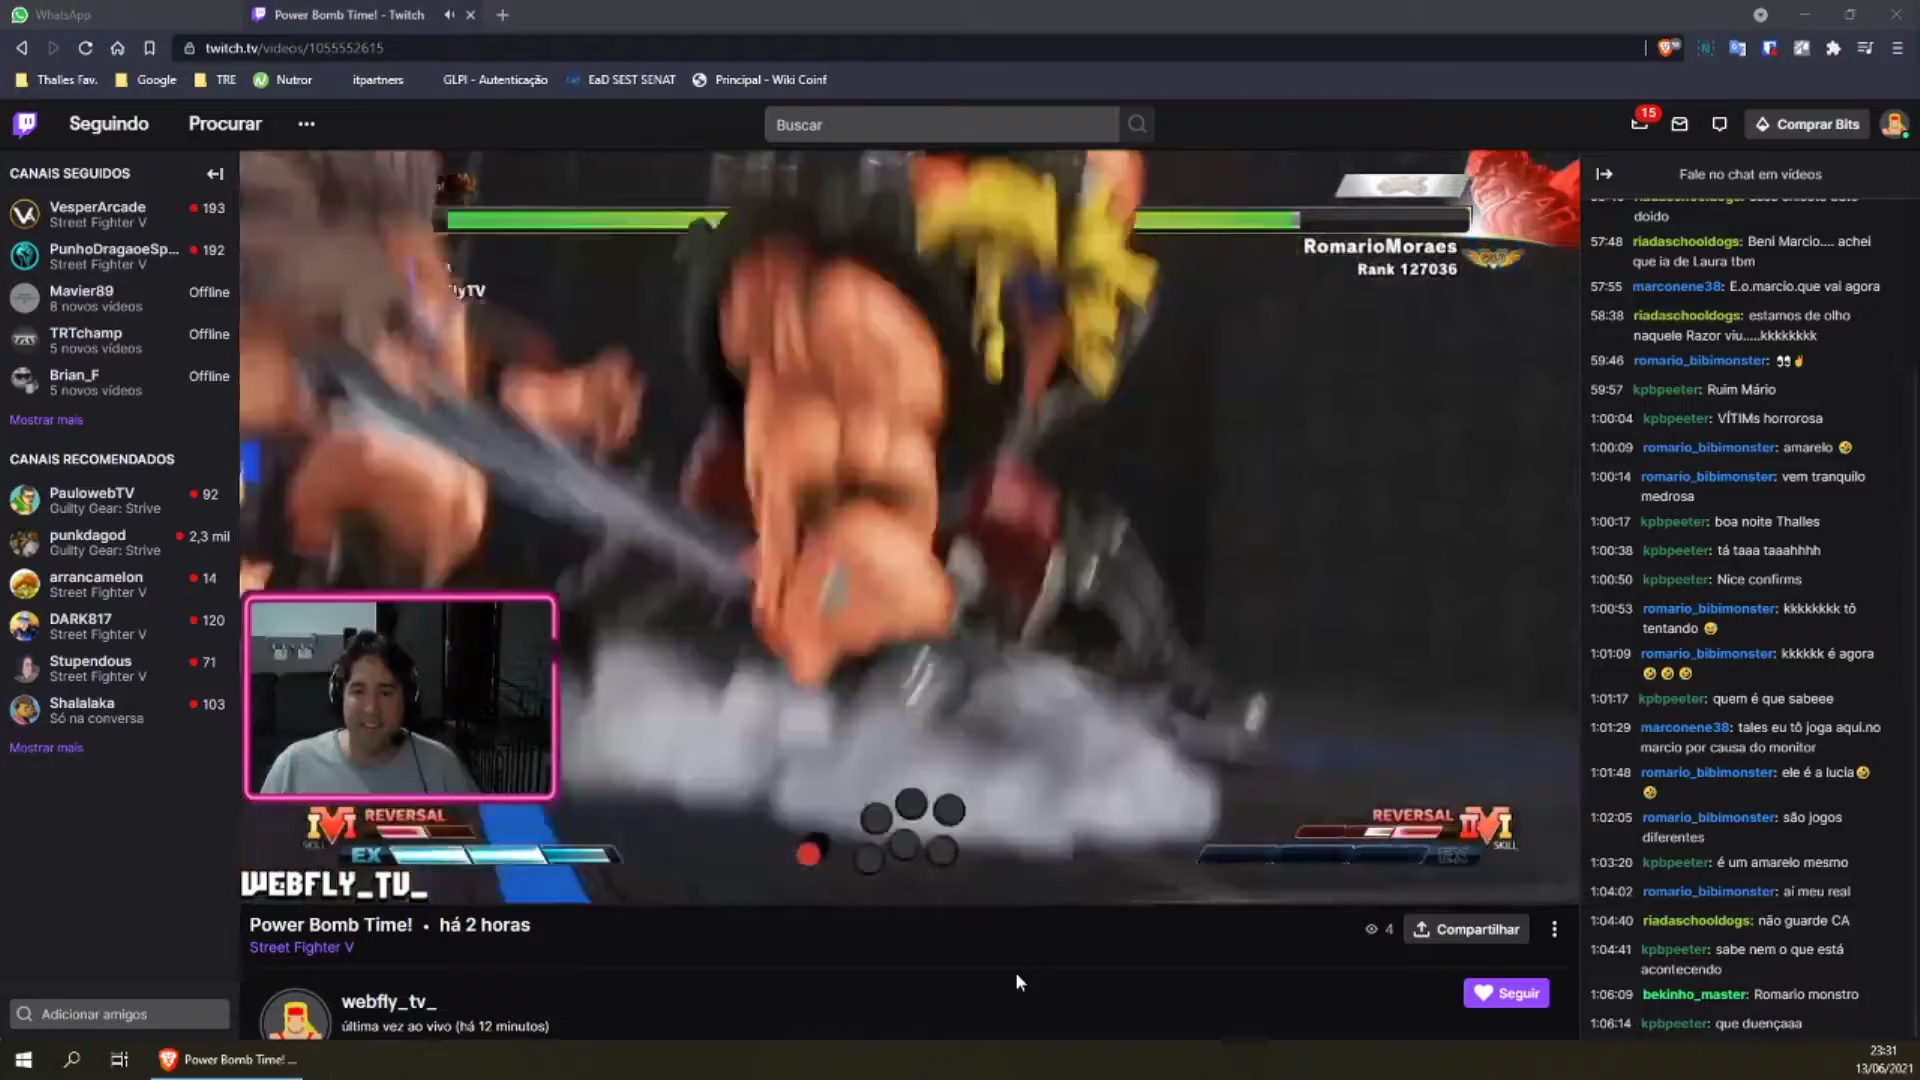 WhatsApp
Power Bomb Time! - Twitch
twitch.tv/videos/1055552615
Thalles Fav.
Google
TRE
Nutror
itpartners
GLPI - Autenticação
EaD SEST SENAT
Principal - Wiki Coinf
Seguindo
Procurar
Buscar
15
Comprar Bits
CANAIS SEGUIDOS
VesperArcade
193
Street Fighter V
PunhoDragaoeSp...
192
Street Fighter V
Mavier89
Offline
8 novos vídeos
TRTchamp
Offline
5 novos vídeos
Brian_F
Offline
5 novos vídeos
Mostrar mais
CANAIS RECOMENDADOS
PaulowebTV
92
Guilty Gear: Strive
punkdagod
2,3 mil
Guilty Gear: Strive
arrancamelon
14
Street Fighter V
DARK817
120
Street Fighter V
Stupendous
71
Street Fighter V
Shalalaka
103
Só na conversa
Mostrar mais
Adicionar amigos
RomarioMoraes
Rank 127036
lyTV
REVERSAL
EX
REVERSAL
SKILL
EX
WEBFLY_TV_
Power Bomb Time! • há 2 horas
Street Fighter V
4
Compartilhar
webfly_tv_
última vez ao vivo (há 12 minutos)
Seguir
Fale no chat em vídeos
doido
57:48 riadaschooldogs: Beni Marcio.... achei
que ia de Laura tbm
57:55 marconene38: E.o.marcio.que vai agora
58:38 riadaschooldogs: estamos de olho
naquele Razor viu.....kkkkkkkk
59:46 romario_bibimonster: 👀✌
59:57 kpbpeeter: Ruim Mário
1:00:04 kpbpeeter: VÍTIMs horrorosa
1:00:09 romario_bibimonster: amarelo 🤣
1:00:14 romario_bibimonster: vem tranquilo
medrosa
1:00:17 kpbpeeter: boa noite Thalles
1:00:38 kpbpeeter: tá taaa taaahhhh
1:00:50 kpbpeeter: Nice confirms
1:00:53 romario_bibimonster: kkkkkkkk tô
tentando 😅
1:01:09 romario_bibimonster: kkkkkk é agora
🤣🤣🤣
1:01:17 kpbpeeter: quem é que sabeee
1:01:29 marconene38: tales eu tô joga aqui.no
marcio por causa do monitor
1:01:48 romario_bibimonster: ele é a lucia🤣
🤣
1:02:05 romario_bibimonster: são jogos
diferentes
1:03:20 kpbpeeter: é um amarelo mesmo
1:04:02 romario_bibimonster: aí meu real
1:04:40 riadaschooldogs: não guarde CA
1:04:41 kpbpeeter: sabe nem o que está
acontecendo
1:06:09 bekinho_master: Romario monstro
1:06:14 kpbpeeter: que duençaaa
Power Bomb Time! ...
23:31
13/06/2021